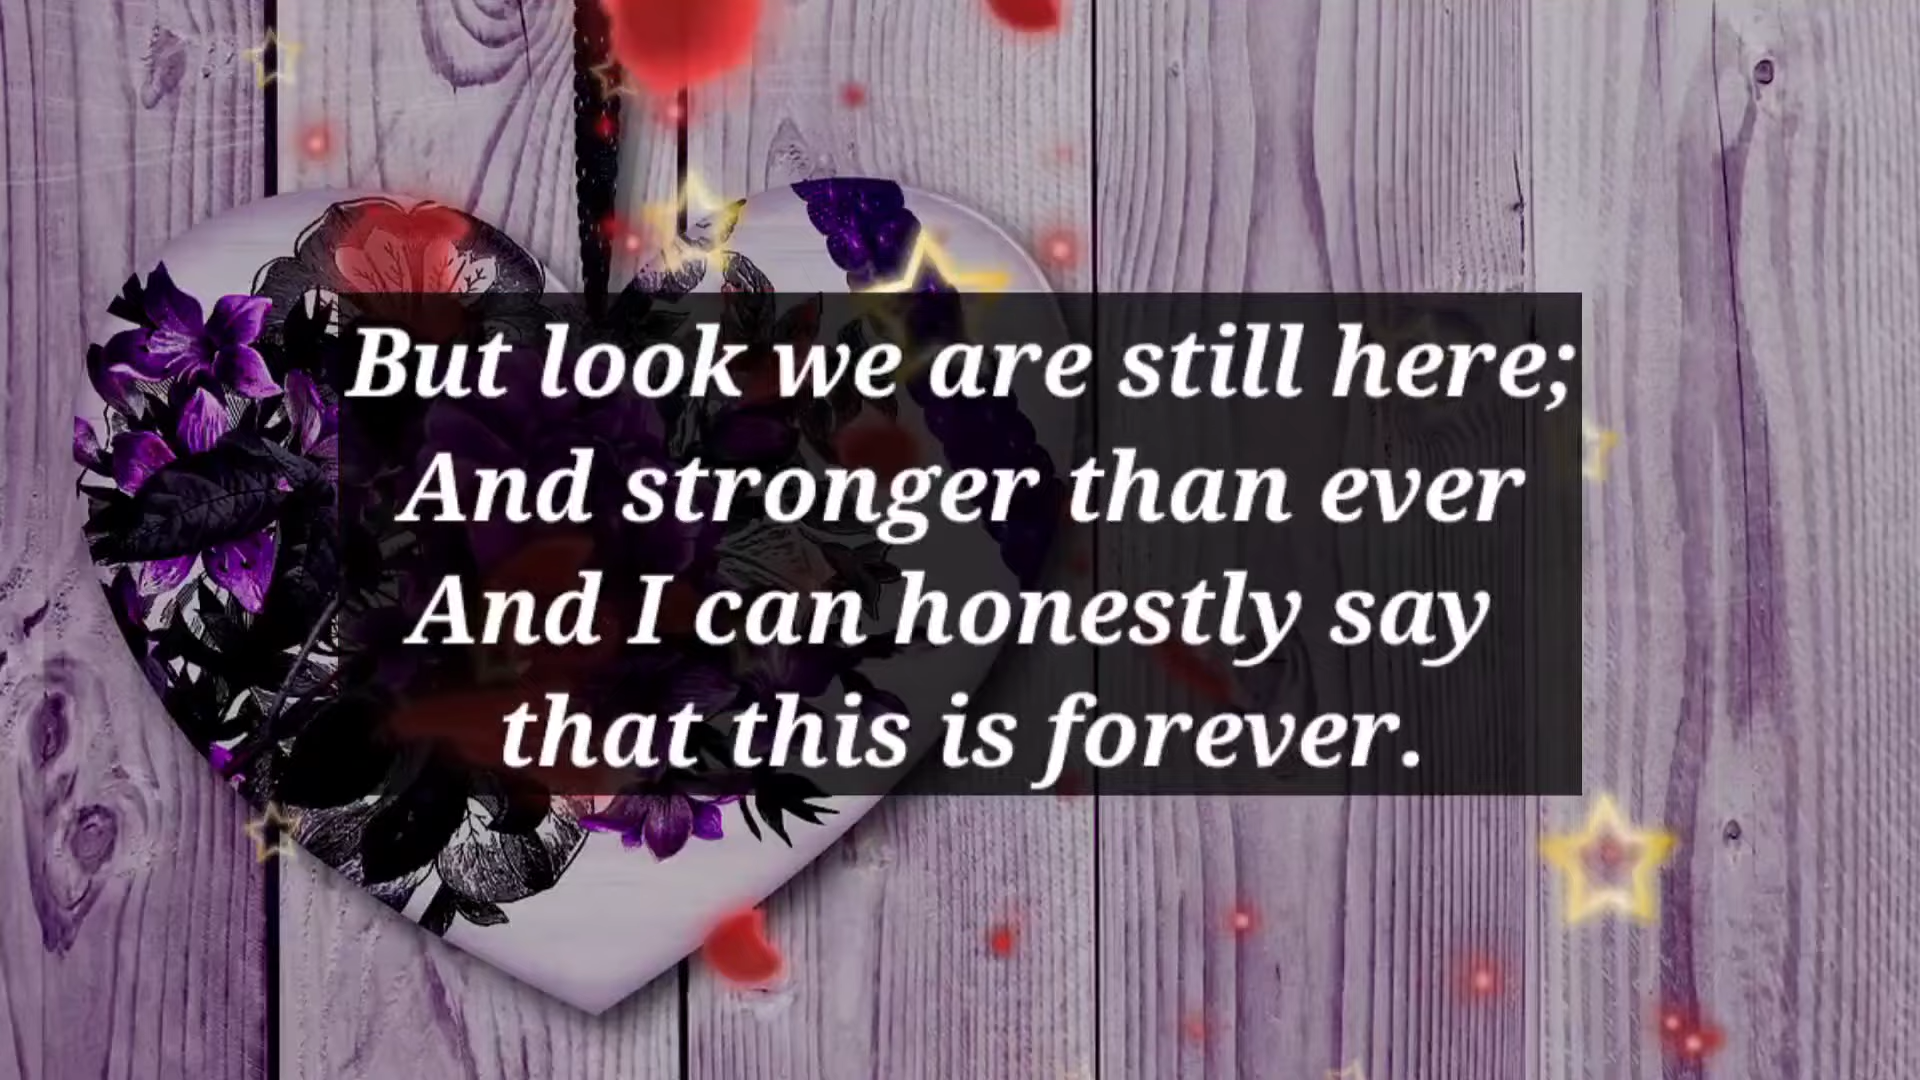 But look we are still here;
And stronger than ever
And I can honestly say
that this is forever.